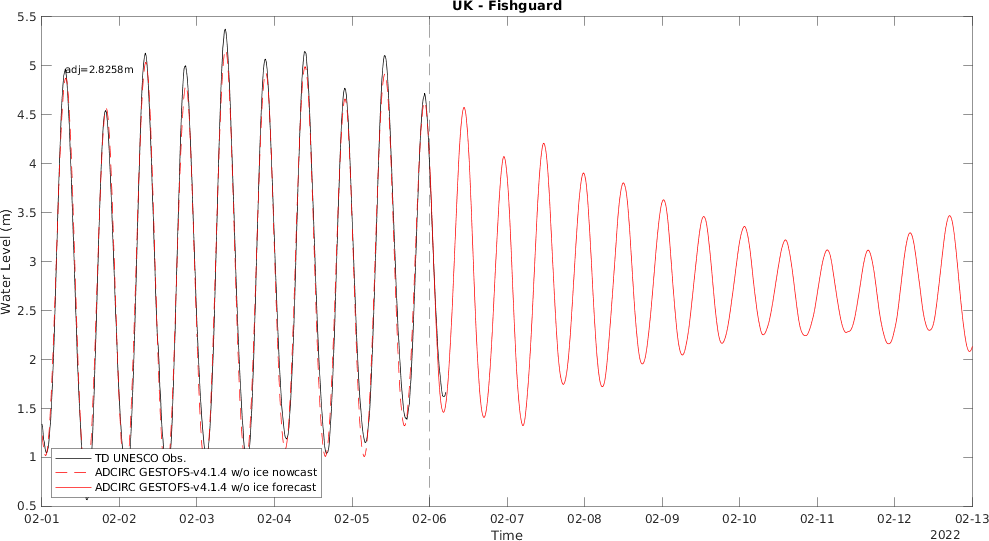 UK - Fishguard
5.5
5
4.5
4
3.5
3
2.5
2
1.5
1
0.5
Water Level (m)
adj=2.8258m
TD UNESCO Obs.
ADCIRC GESTOFS-v4.1.4 w/o ice nowcast
ADCIRC GESTOFS-v4.1.4 w/o ice forecast
02-01 02-02 02-03 02-04 02-05 02-06 02-07 02-08 02-09 02-10 02-11 02-12 02-13
Time
2022